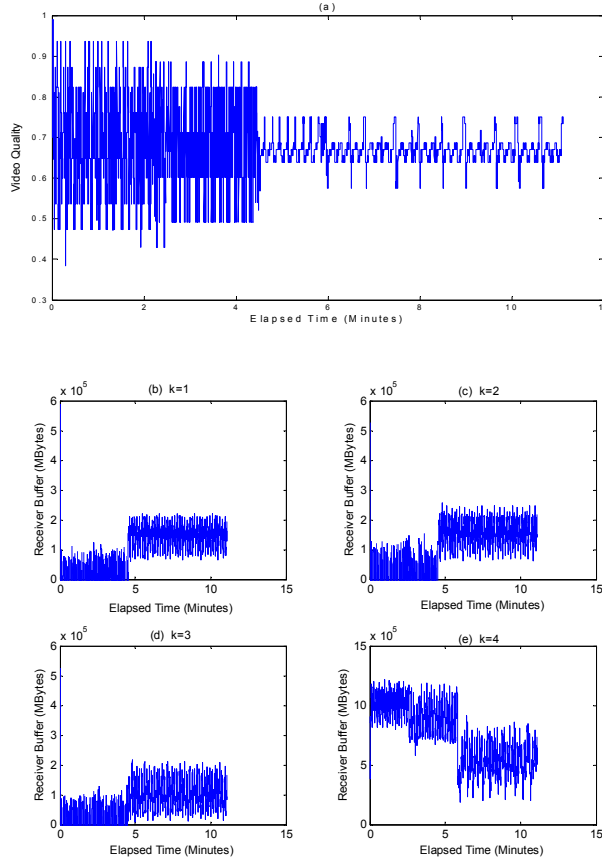 (a)
1
0.9
0.8
0.7
0.6
0.5
0.4
0.3
Video Quality
0 2 4 6 8 10 12
Elapsed Time (Minutes)
(b) k=1
x 10^5
6
5
4
3
2
1
0
Receiver Buffer (MBytes)
0 5 10 15
Elapsed Time (Minutes)
(c) k=2
x 10^5
6
5
4
3
2
1
0
Receiver Buffer (MBytes)
0 5 10 15
Elapsed Time (Minutes)
(d) k=3
x 10^5
6
5
4
3
2
1
0
Receiver Buffer (MBytes)
0 5 10 15
Elapsed Time (Minutes)
(e) k=4
x 10^5
15
10
5
0
Receiver Buffer (MBytes)
0 5 10 15
Elapsed Time (Minutes)